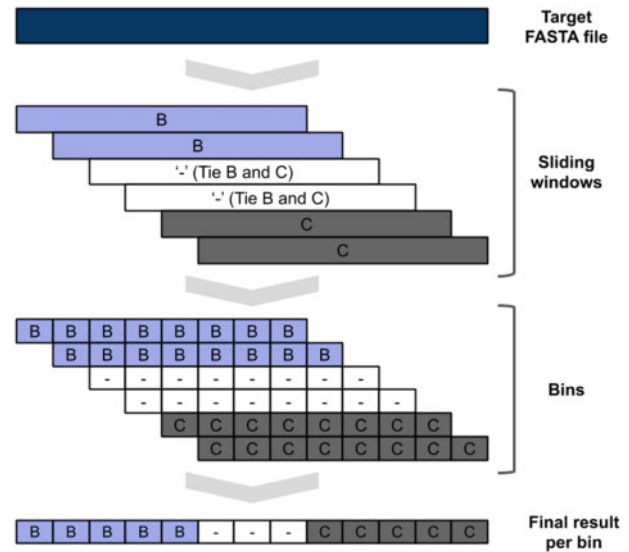 Target
FASTA file
B
B
'-' (Tie B and C)
'-' (Tie B and C)
C
C
Sliding
windows
B B B B B B B B
B B B B B B B B
- - - - - - - -
- - - - - - - -
C C C C C C C C
C C C C C C C C
Bins
B B B B B - - - C C C C C
Final result
per bin